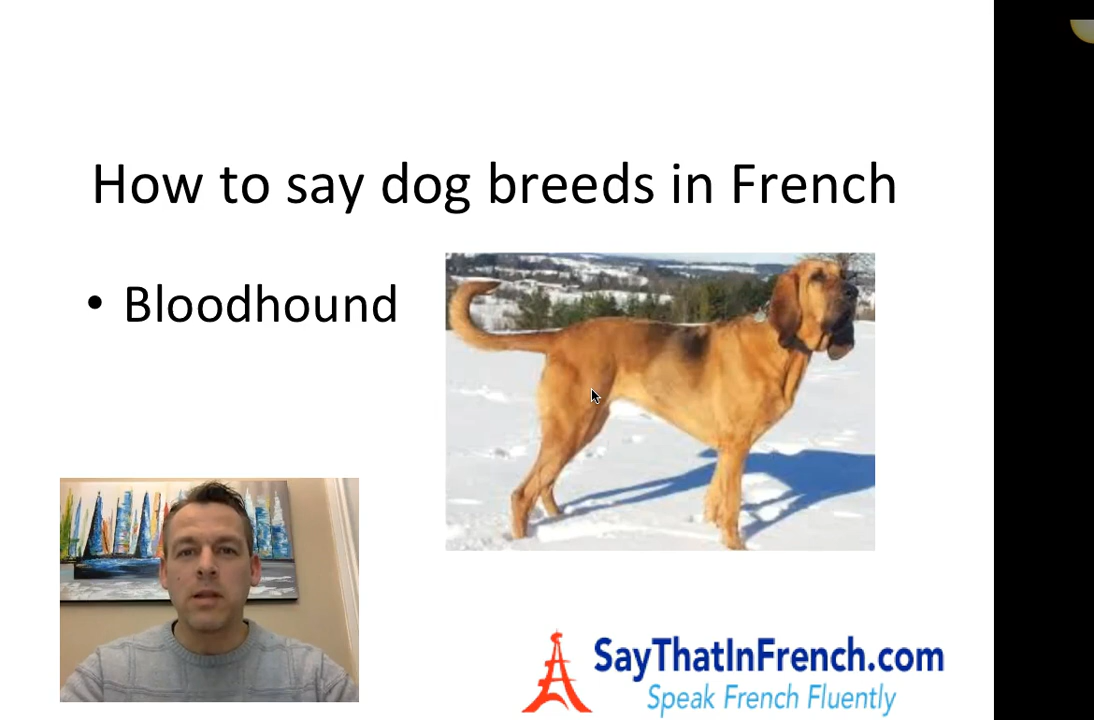 How to say dog breeds in French
• Bloodhound
SayThatInFrench.com
Speak French Fluently